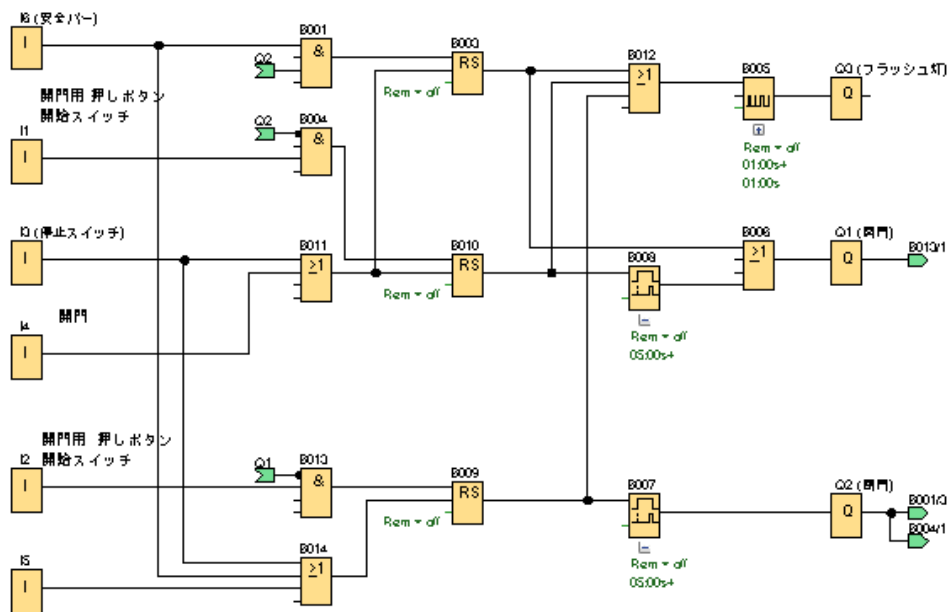 I6 (安全バー)
I
B001
&
Q2
B003
RS
Rem = off
B012
≥1
B005
Rem = off
01:00s+
01:00s
Q3 (フラッシュ灯)
Q
開門用 押しボタン
開始スイッチ
I1
I
Q2
B004
&
I3 (停止スイッチ)
I
B011
≥1
B010
RS
Rem = off
B008
Rem = off
05:00s+
B006
≥1
Q1 (開門)
Q
B013/1
開門
I4
I
開門用 押しボタン
開始スイッチ
I2
I
Q1
B013
&
B009
RS
Rem = off
B007
Rem = off
05:00s+
Q2 (閉門)
Q
B001/3
B004/1
I5
I
B014
≥1